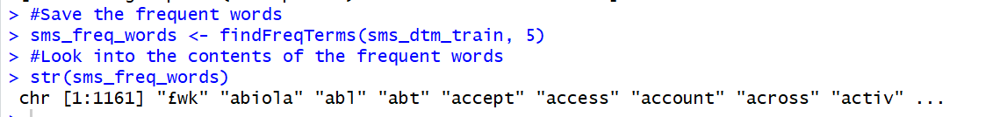 > #Save the frequent words
> sms_freq_words <- findFreqTerms(sms_dtm_train, 5)
> #Look into the contents of the frequent words
> str(sms_freq_words)
 chr [1:1161] "£wk" "abiola" "abl" "abt" "accept" "access" "account" "across" "activ" ...